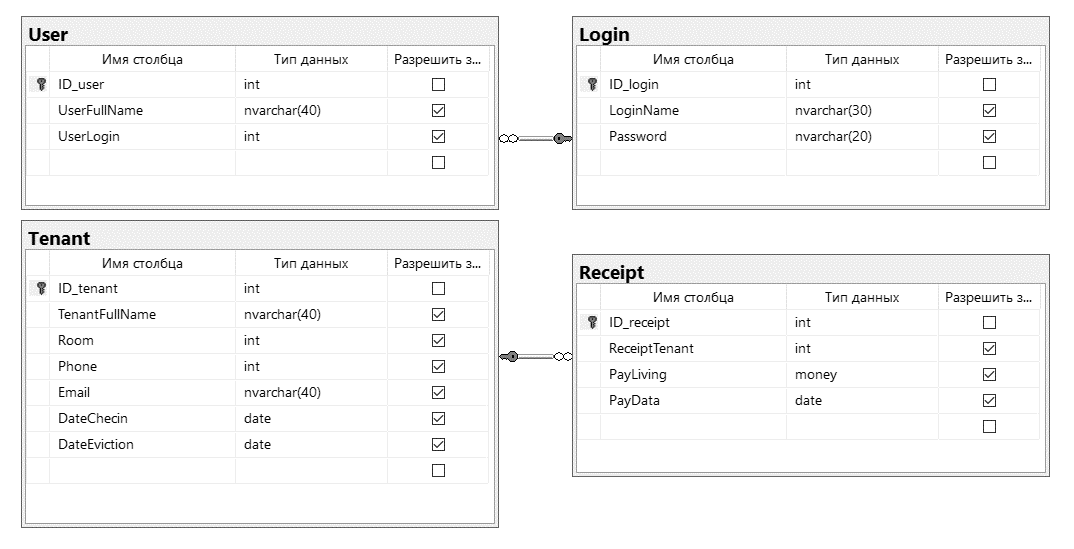 User
Имя столбца Тип данных Разрешить з...
ID_user int
UserFullName nvarchar(40)
UserLogin int
Login
Имя столбца Тип данных Разрешить з...
ID_login int
LoginName nvarchar(30)
Password nvarchar(20)
Tenant
Имя столбца Тип данных Разрешить з...
ID_tenant int
TenantFullName nvarchar(40)
Room int
Phone int
Email nvarchar(40)
DateChecin date
DateEviction date
Receipt
Имя столбца Тип данных Разрешить з...
ID_receipt int
ReceiptTenant int
PayLiving money
PayData date